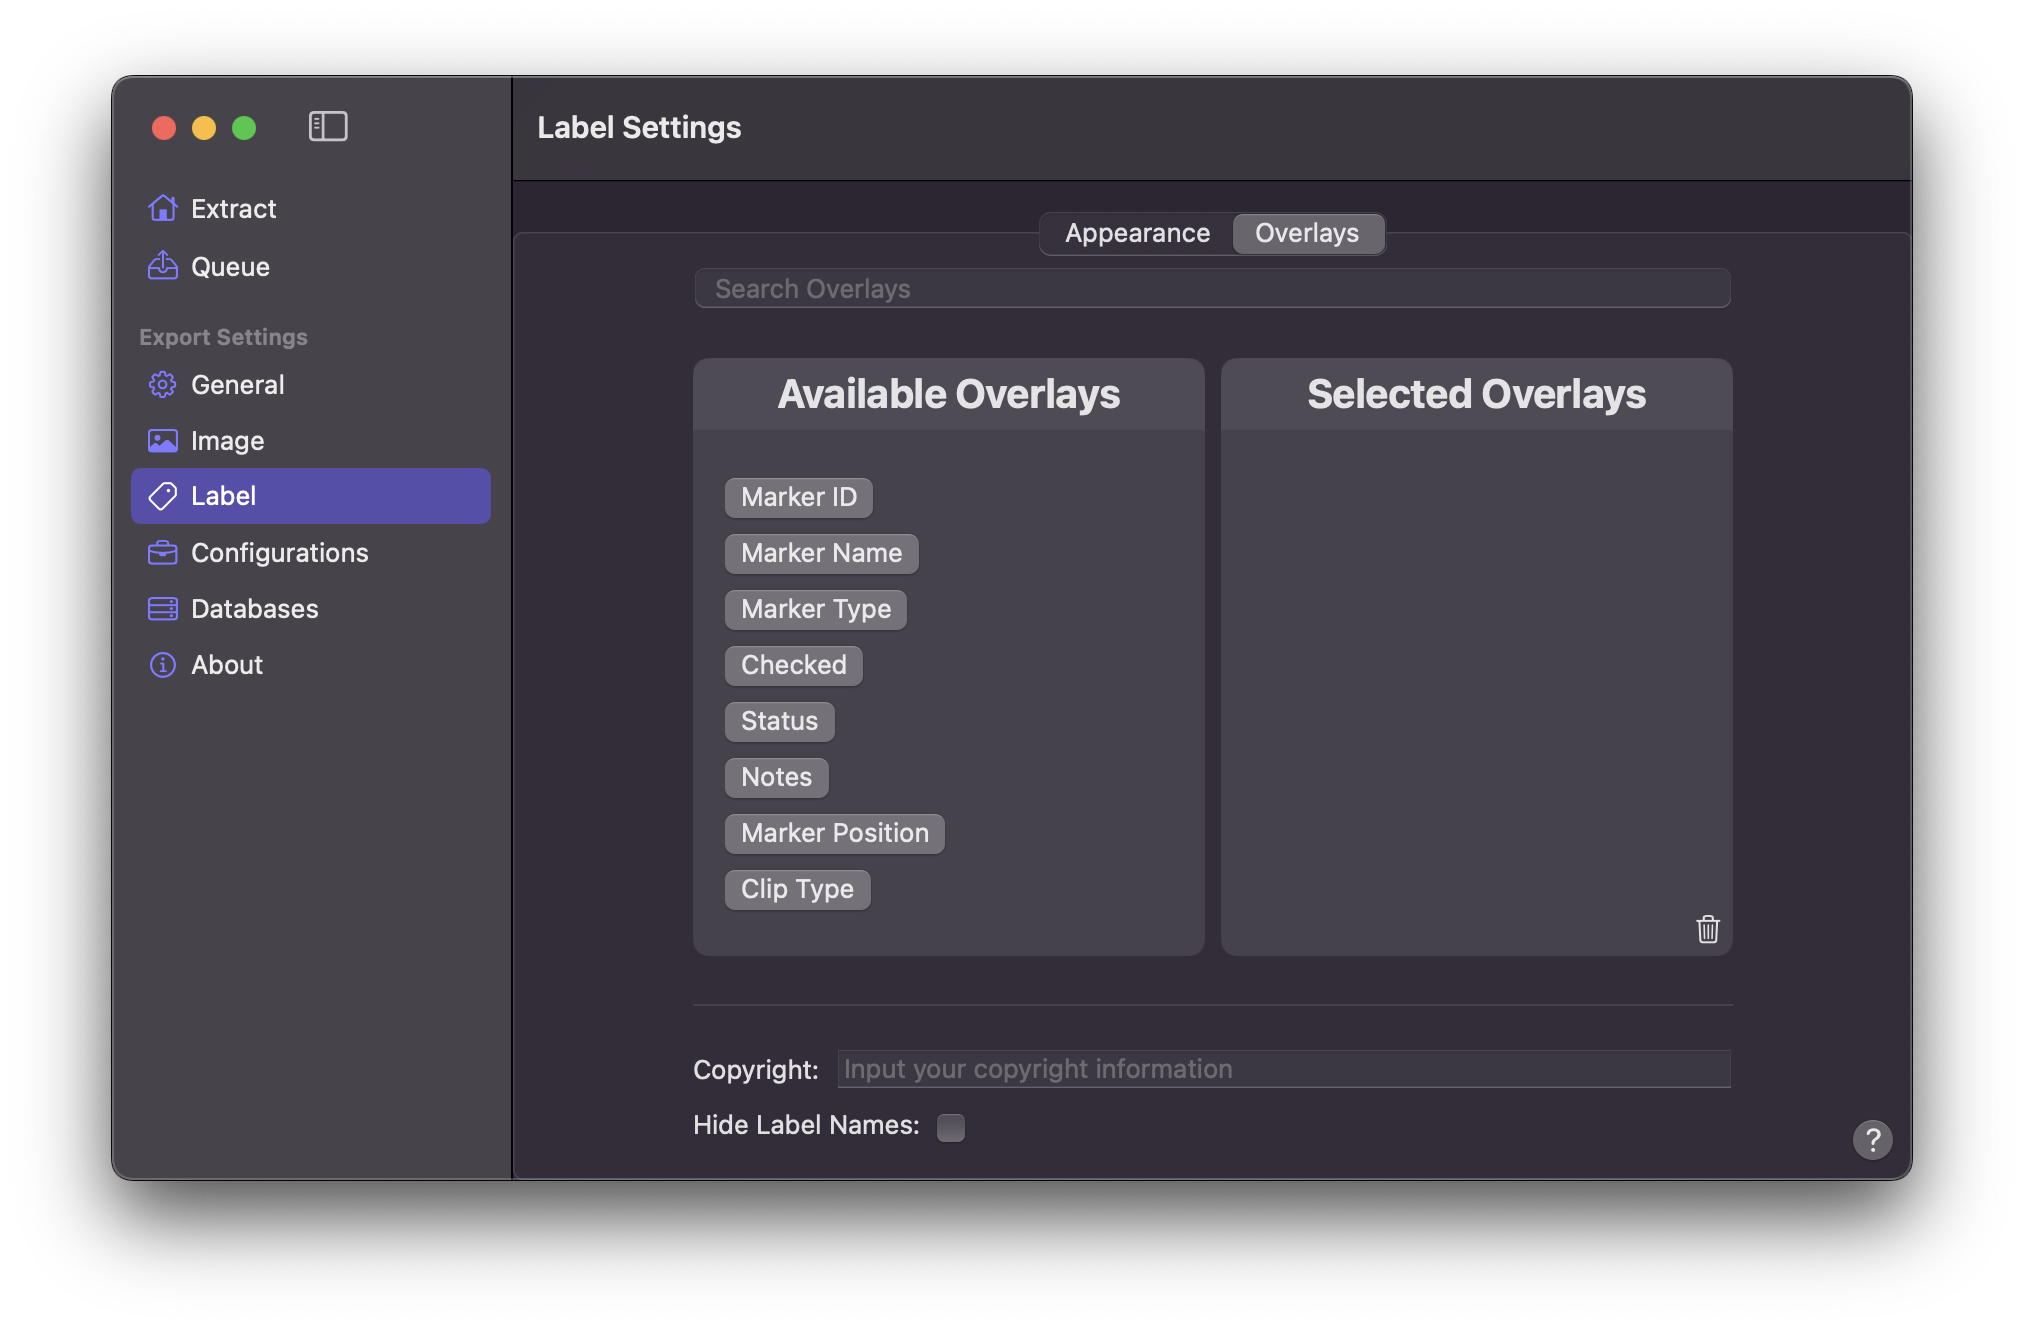 Label Settings
Extract
Queue
Export Settings
General
Image
Label
Configurations
Databases
About
Appearance
Overlays
Search Overlays
Available Overlays
Marker ID
Marker Name
Marker Type
Checked
Status
Notes
Marker Position
Clip Type
Selected Overlays
Copyright: Input your copyright information
Hide Label Names:
?